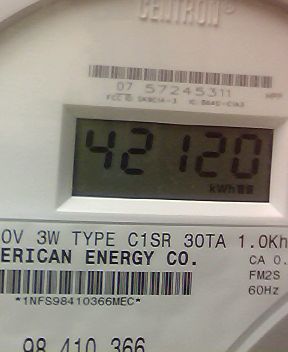 CENTRON®
07 57245311
42120
kWh
0V 3W TYPE C1SR 30TA 1.0Kh
ERICAN ENERGY CO.
CA 0.
FM2S
*1NFS98410366MEC*
60Hz
98 410 366